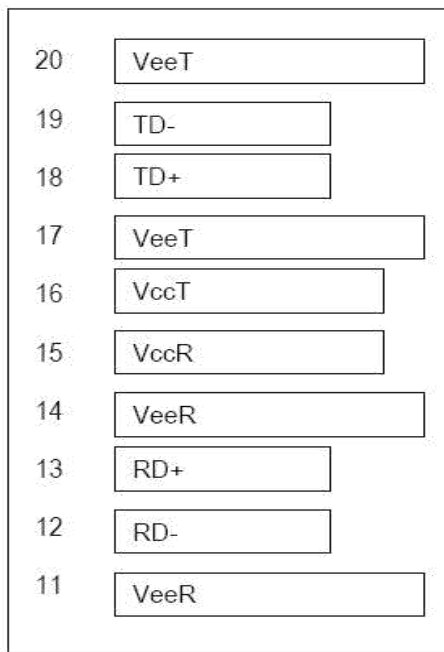 20 VeeT
19 TD-
18 TD+
17 VeeT
16 VccT
15 VccR
14 VeeR
13 RD+
12 RD-
11 VeeR